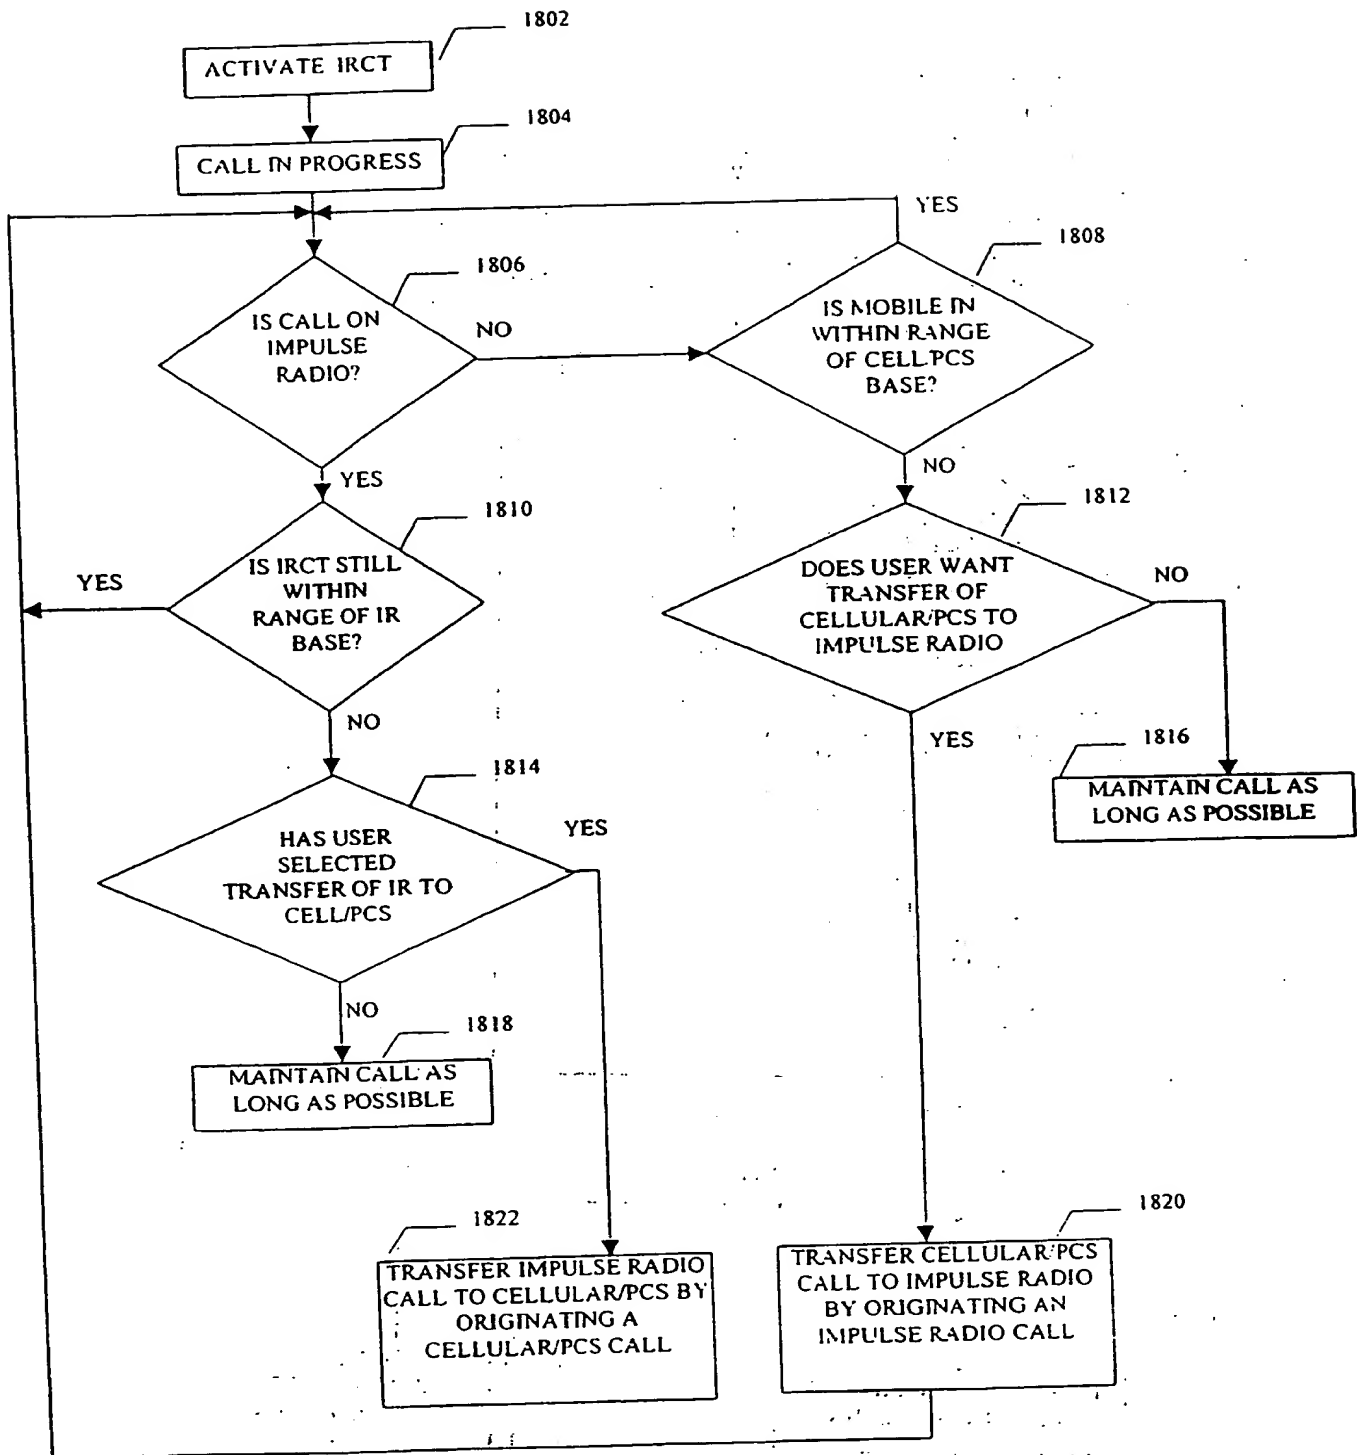 1802
ACTIVATE IRCT
1804
CALL IN PROGRESS
YES
1808
1806
IS CALL ON
IMPULSE
RADIO?
NO
IS MOBILE IN
WITHIN RANGE
OF CELL/PCS
BASE?
YES
NO
1810
1812
IS IRCT STILL
WITHIN
RANGE OF IR
BASE?
YES
DOES USER WANT
TRANSFER OF
CELLULAR/PCS TO
IMPULSE RADIO
NO
NO
YES
1814
1816
MAINTAIN CALL AS
LONG AS POSSIBLE
HAS USER
SELECTED
TRANSFER OF IR TO
CELL/PCS
YES
NO
1818
MAINTAIN CALL AS
LONG AS POSSIBLE
1822
TRANSFER IMPULSE RADIO
CALL TO CELLULAR/PCS BY
ORIGINATING A
CELLULAR/PCS CALL
1820
TRANSFER CELLULAR/PCS
CALL TO IMPULSE RADIO
BY ORIGINATING AN
IMPULSE RADIO CALL